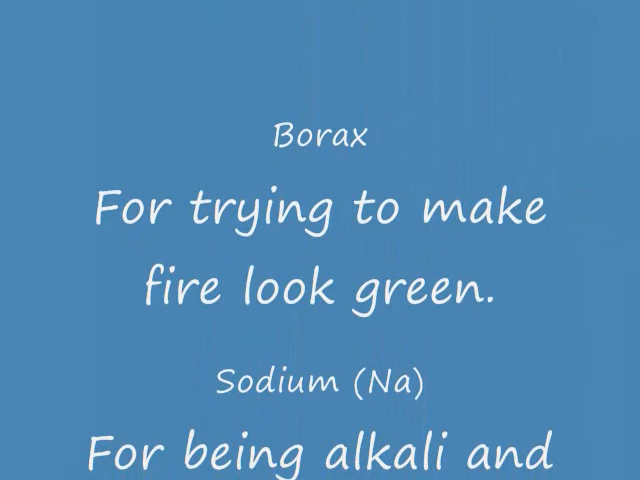 Borax
For trying to make
fire look green.
Sodium (Na)
For being alkali and